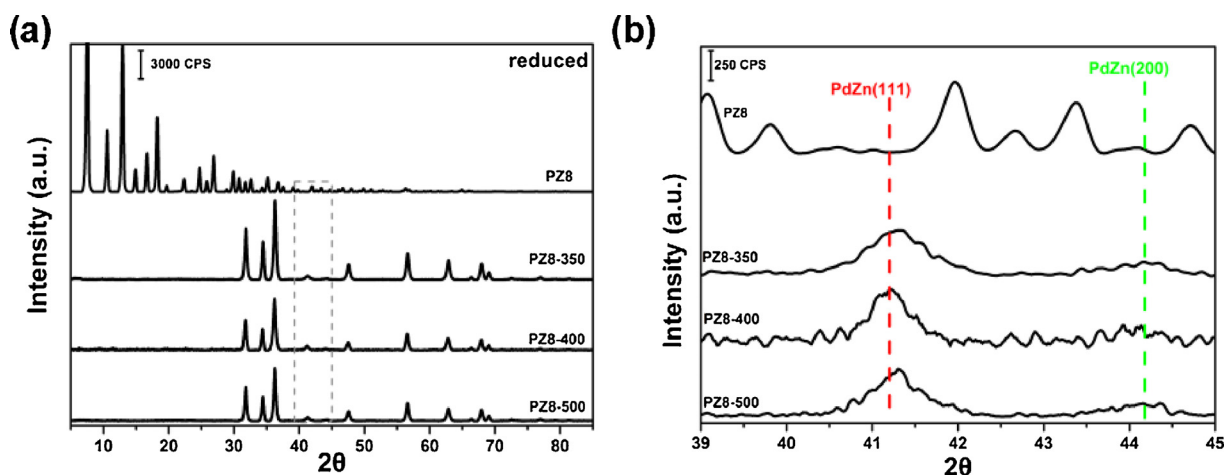 (a)
3000 CPS
reduced
PZ8
PZ8-350
PZ8-400
PZ8-500
Intensity (a.u.)
10 20 30 40 50 60 70 80
2θ
(b)
250 CPS
PdZn(200)
PdZn(111)
PZ8
PZ8-350
PZ8-400
PZ8-500
Intensity (a.u.)
39 40 41 42 43 44 45
2θ